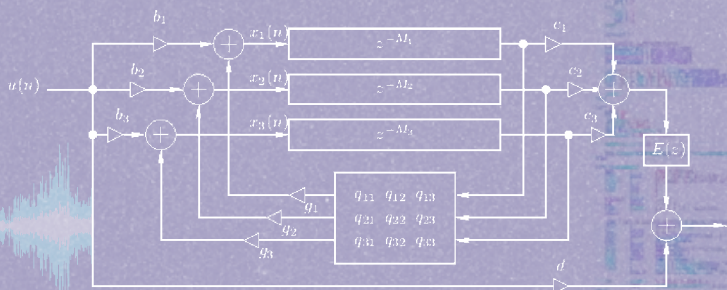 b₁ x₁(n) z⁻ᴹ¹ c₁
u(n) b₂ x₂(n) z⁻ᴹ² c₂
b₃ x₃(n) z⁻ᴹ³ c₃
E(z)
g₁ q₁₁ q₁₂ q₁₃
g₂ q₂₁ q₂₂ q₂₃
g₃ q₃₁ q₃₂ q₃₃
d